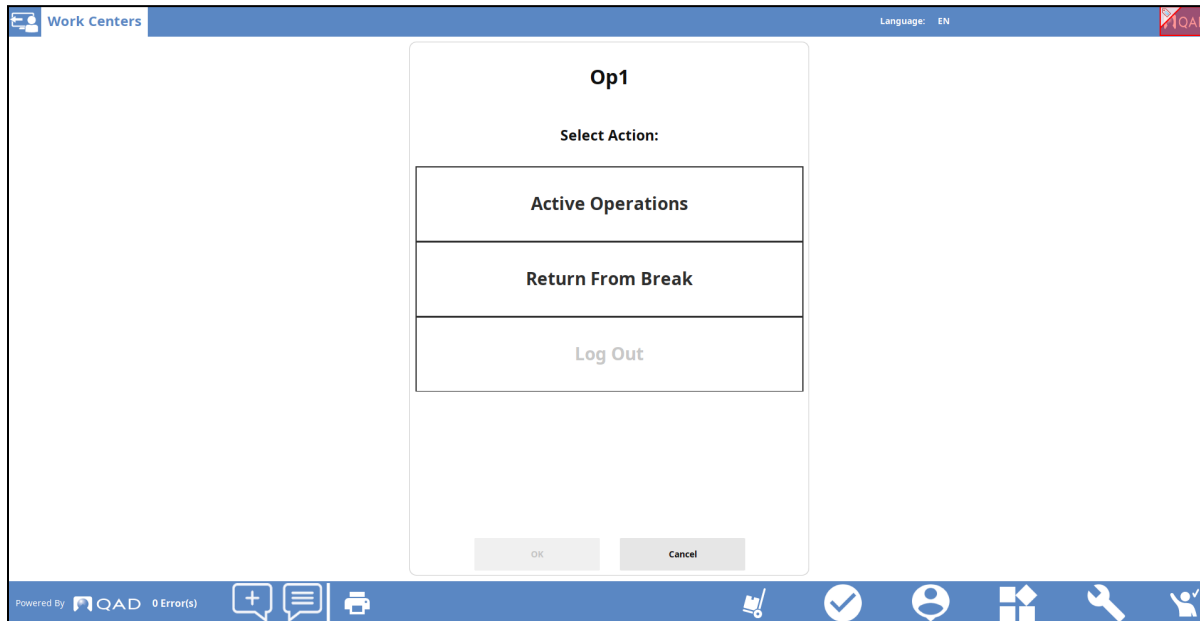 Work Centers
Language: EN
QAD
Op1
Select Action:
Active Operations
Return From Break
Log Out
OK
Cancel
Powered By QAD 0 Error(s)